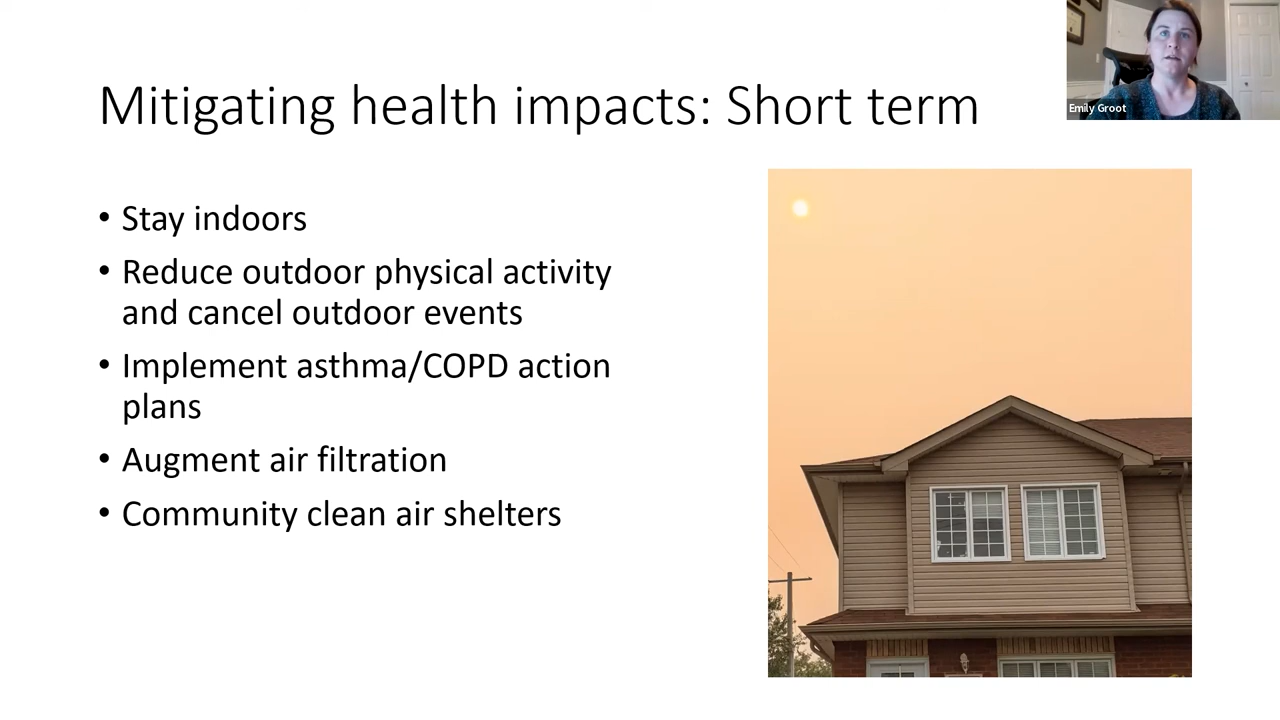 Emily Groot
Mitigating health impacts: Short term
• Stay indoors
• Reduce outdoor physical activity
and cancel outdoor events
• Implement asthma/COPD action
plans
• Augment air filtration
• Community clean air shelters